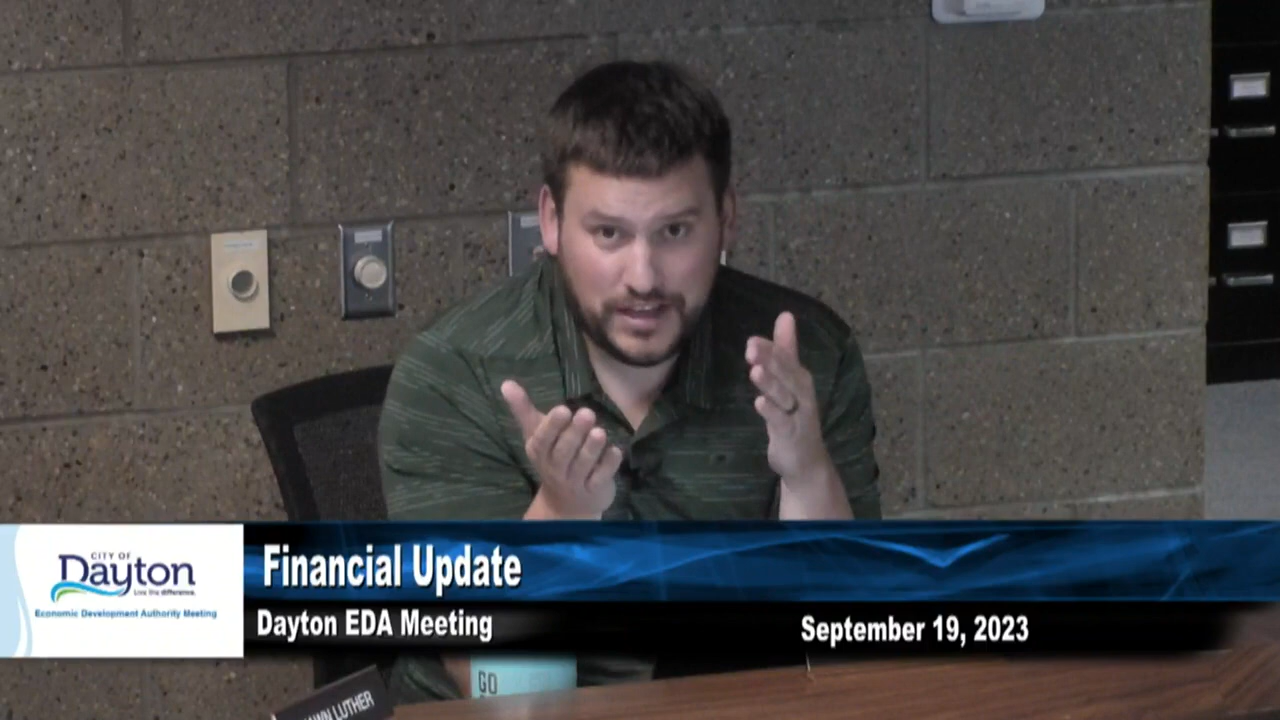 CITY OF
Dayton
Live the difference.
Economic Development Authority Meeting
Financial Update
Dayton EDA Meeting
September 19, 2023
GO
LUTHER